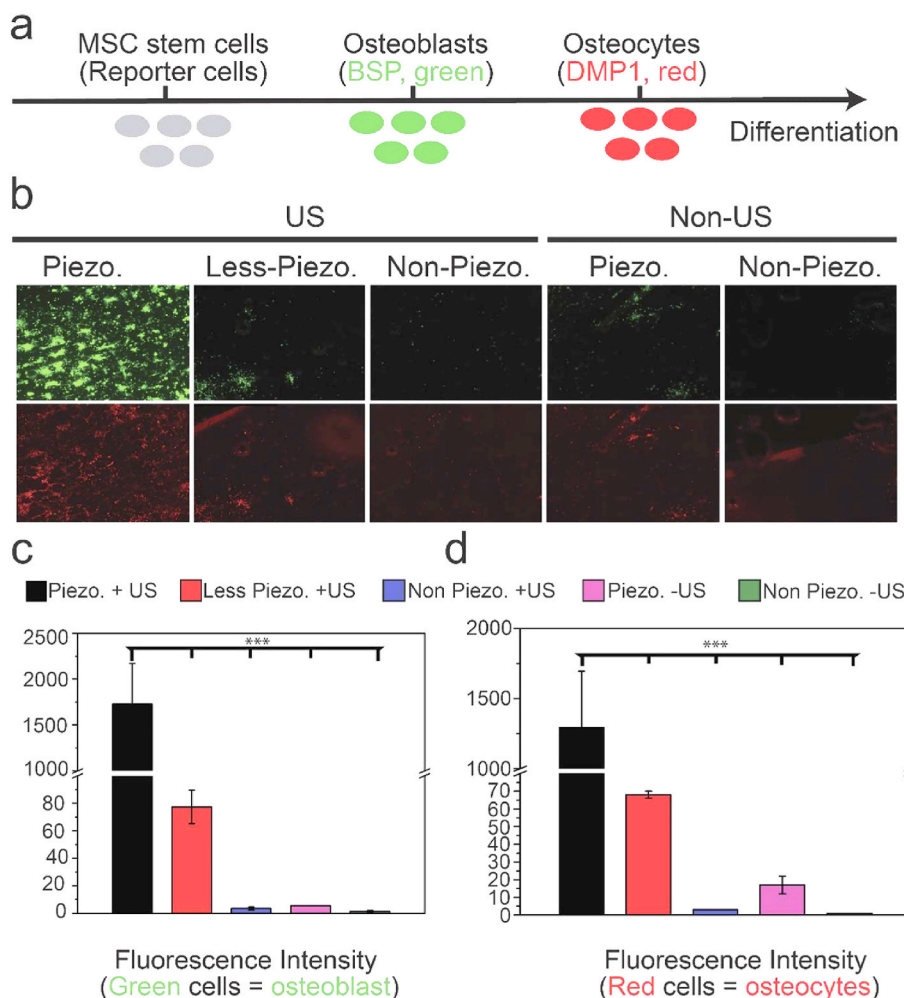 a
MSC stem cells
(Reporter cells)
Osteoblasts
(BSP, green)
Osteocytes
(DMP1, red)
Differentiation
b
US
Non-US
Piezo.
Less-Piezo.
Non-Piezo.
Piezo.
Non-Piezo.
c
d
Piezo. + US
Less Piezo. +US
Non Piezo. +US
Piezo. -US
Non Piezo. -US
2500
2000
1500
1000
80
60
40
20
0
***
Fluorescence Intensity
(Green cells = osteoblast)
2000
1500
1000
70
60
50
40
30
20
10
0
***
Fluorescence Intensity
(Red cells = osteocytes)